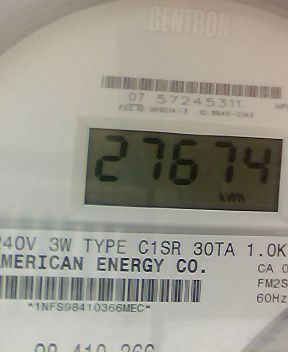 CENTRON®
07 57245311
27674
kWh
240V 3W TYPE C1SR 30TA 1.0K
AMERICAN ENERGY CO.
CA 0
FM2S
60Hz
*1NFS98410366MEC*